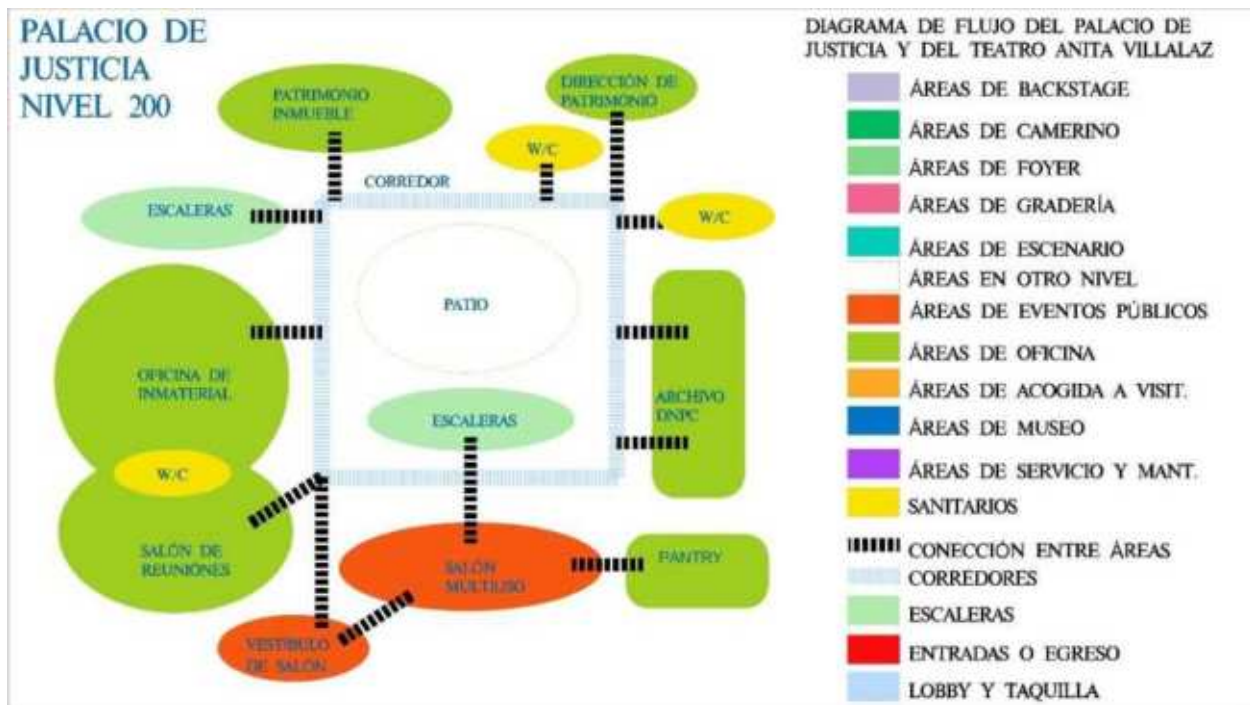 PALACIO DE
JUSTICIA
NIVEL 200
PATRIMONIO
INMUEBLE
DIRECCIÓN DE
PATRIMONIO
W/C
CORREDOR
ESCALERAS
W/C
PATIO
OFICINA DE
INMATERIAL
ESCALERAS
ARCHIVO
DNPC
W/C
SALÓN DE
REUNIONES
SALÓN
MULTIUSO
PANTRY
VESTÍBULO
DE SALÓN
DIAGRAMA DE FLUJO DEL PALACIO DE
JUSTICIA Y DEL TEATRO ANITA VILLALAZ
ÁREAS DE BACKSTAGE
ÁREAS DE CAMERINO
ÁREAS DE FOYER
ÁREAS DE GRADERÍA
ÁREAS DE ESCENARIO
ÁREAS EN OTRO NIVEL
ÁREAS DE EVENTOS PÚBLICOS
ÁREAS DE OFICINA
ÁREAS DE ACOGIDA A VISIT.
ÁREAS DE MUSEO
ÁREAS DE SERVICIO Y MANT.
SANITARIOS
CONECCIÓN ENTRE ÁREAS
CORREDORES
ESCALERAS
ENTRADAS O EGRESO
LOBBY Y TAQUILLA